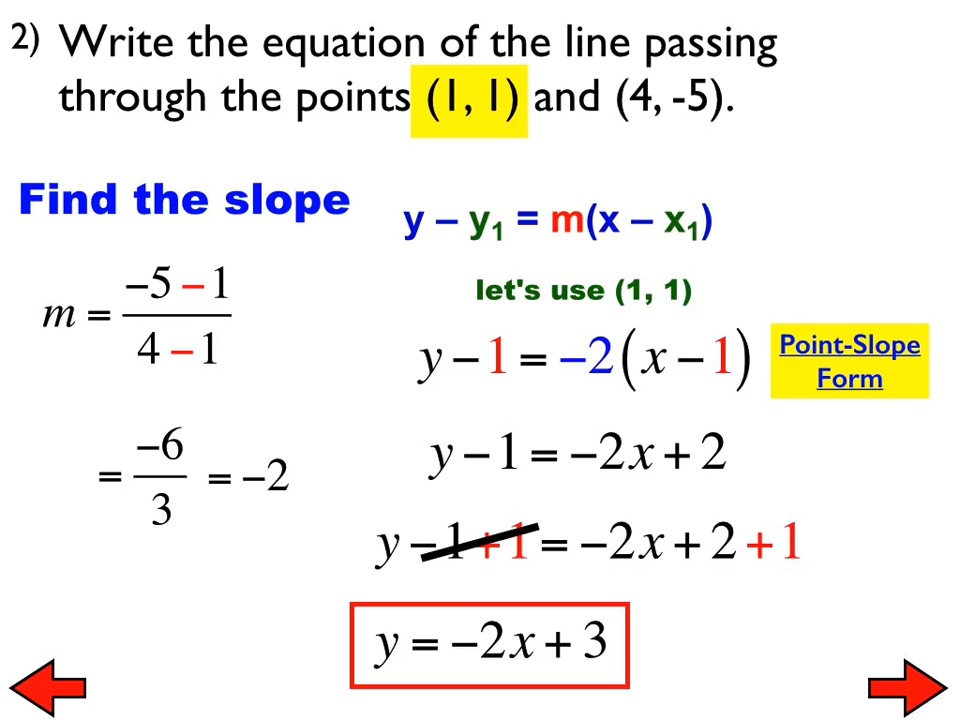 2) Write the equation of the line passing
through the points (1, 1) and (4, -5).
Find the slope
m = (−5 − 1)/(4 − 1)
= −6/3 = −2
y – y₁ = m(x – x₁)
let's use (1, 1)
y − 1 = −2(x − 1)
Point-Slope
Form
y − 1 = −2x + 2
y − 1 + 1 = −2x + 2 + 1
y = −2x + 3